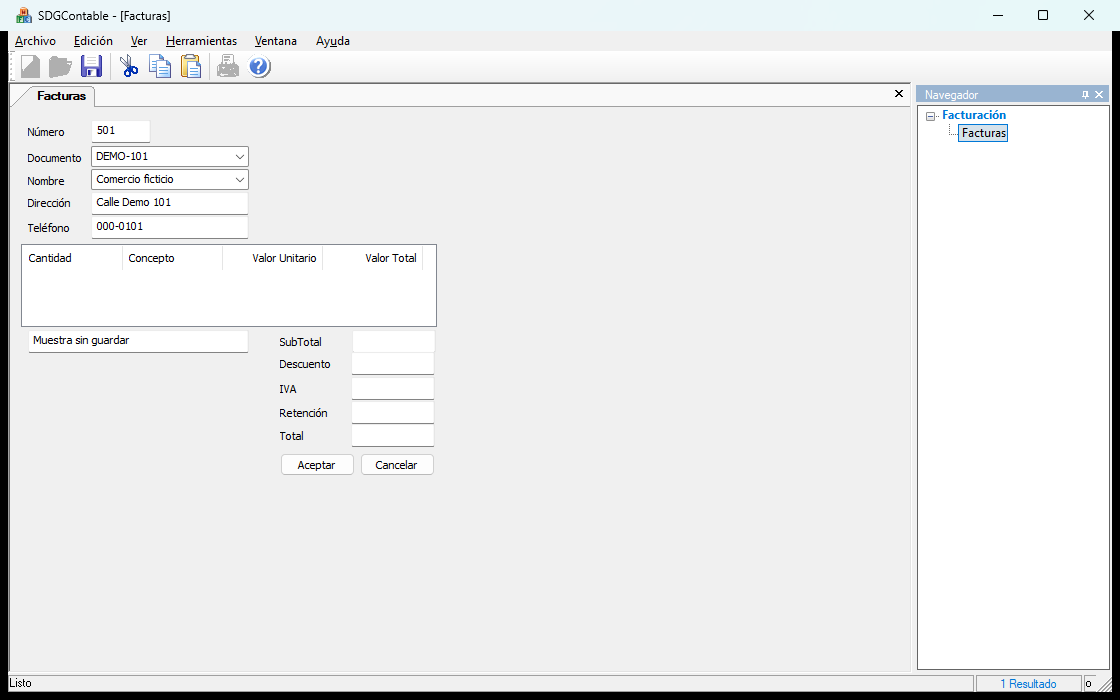 SDGContable - [Facturas]
Archivo Edición Ver Herramientas Ventana Ayuda
Facturas
Número 501
Documento DEMO-101
Nombre Comercio ficticio
Dirección Calle Demo 101
Teléfono 000-0101
Cantidad Concepto Valor Unitario Valor Total
Muestra sin guardar
SubTotal
Descuento
IVA
Retención
Total
Aceptar Cancelar
Navegador
Facturación
Facturas
Listo 1 Resultado o